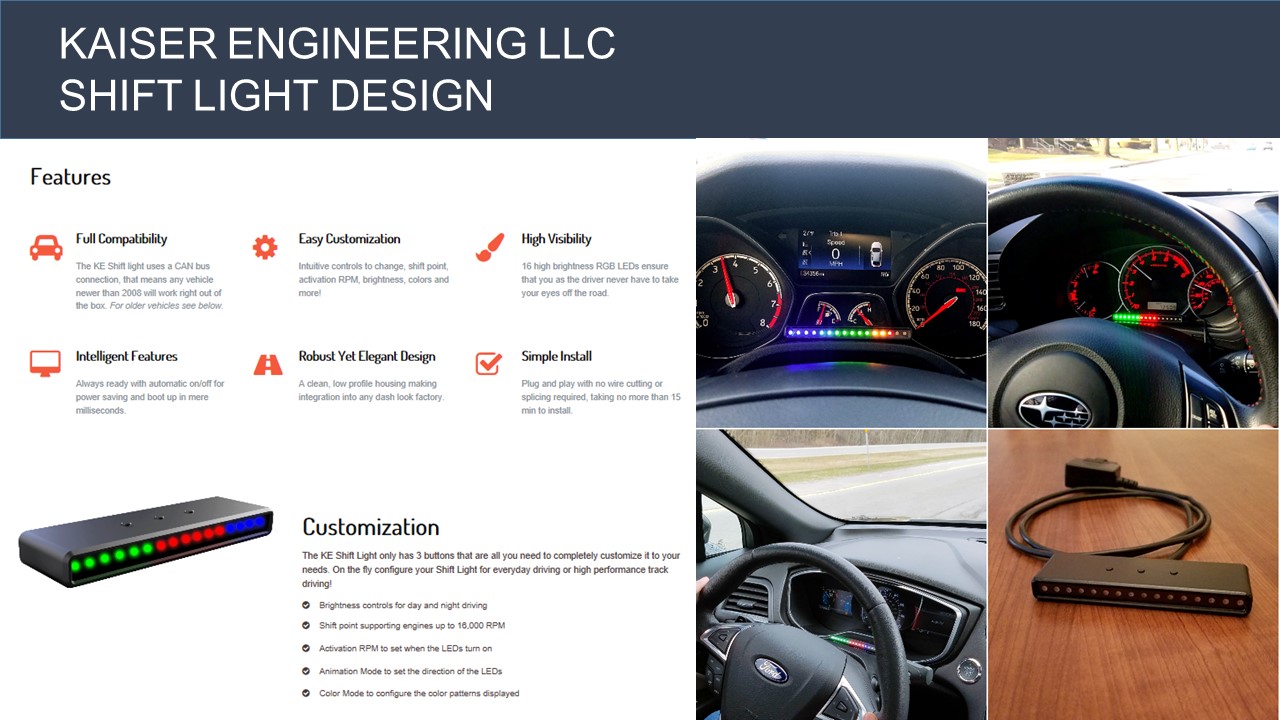 KAISER ENGINEERING LLC
SHIFT LIGHT DESIGN
Features
Full Compatibility
The KE Shift light uses a CAN bus
connection, that means any vehicle
newer than 2008 will work right out of
the box. For older vehicles see below.
Easy Customization
Intuitive controls to change, shift point,
activation RPM, brightness, colors and
more!
High Visibility
16 high brightness RGB LEDs ensure
that you as the driver never have to take
your eyes off the road.
Intelligent Features
Always ready with automatic on/off for
power saving and boot up in mere
milliseconds.
Robust Yet Elegant Design
A clean, low profile housing making
integration into any dash look factory.
Simple Install
Plug and play with no wire cutting or
splicing required, taking no more than 15
min to install.
Customization
The KE Shift Light only has 3 buttons that are all you need to completely customize it to your
needs. On the fly configure your Shift Light for everyday driving or high performance track
driving!
Brightness controls for day and night driving
Shift point supporting engines up to 16,000 RPM
Activation RPM to set when the LEDs turn on
Animation Mode to set the direction of the LEDs
Color Mode to configure the color patterns displayed
Speed
0
MPH
3 4 5 6 7 8
80 100 120
Ford